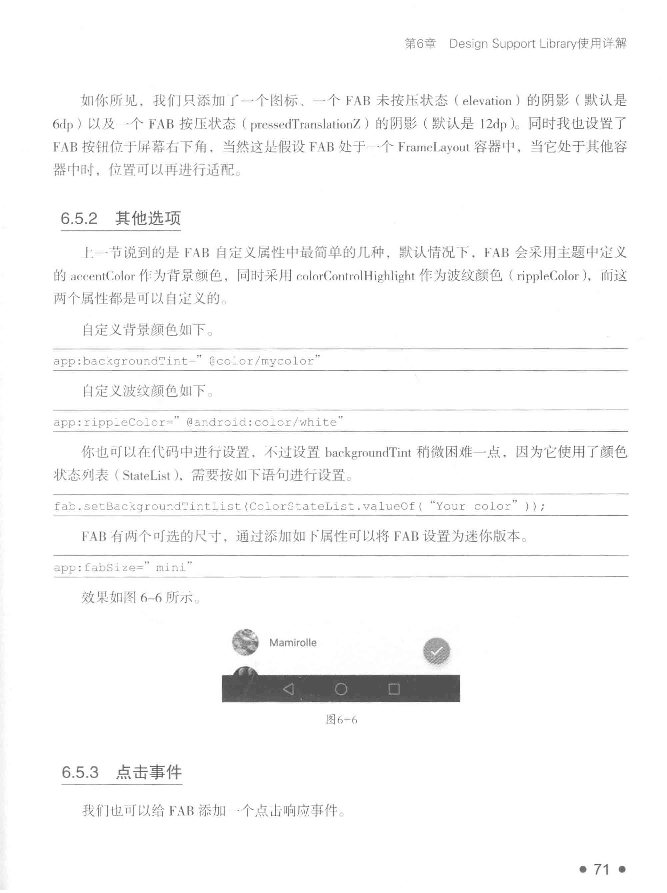 第6章 Design Support Library使用详解
如你所见，我们只添加了一个图标、一个 FAB 未按压状态（elevation）的阴影（默认是
6dp）以及一个 FAB 按压状态（pressedTranslationZ）的阴影（默认是 12dp）。同时我也设置了
FAB 按钮位于屏幕右下角，当然这是假设 FAB 处于一个 FrameLayout 容器中，当它处于其他容
器中时，位置可以再进行适配。
6.5.2 其他选项
上一节说到的是 FAB 自定义属性中最简单的几种，默认情况下，FAB 会采用主题中定义
的 accentColor 作为背景颜色，同时采用 colorControlHighlight 作为波纹颜色（rippleColor），而这
两个属性都是可以自定义的。
自定义背景颜色如下。
app:backgroundTint=”@color/mycolor”
自定义波纹颜色如下。
app:rippleColor=”@android:color/white”
你也可以在代码中进行设置，不过设置 backgroundTint 稍微困难一点，因为它使用了颜色
状态列表（StateList），需要按如下语句进行设置。
fab.setBackgroundTintList(ColorStateList.valueOf(“Your color”));
FAB 有两个可选的尺寸，通过添加如下属性可以将 FAB 设置为迷你版本。
app:fabSize=”mini”
效果如图 6-6 所示。
Mamirolle
图6-6
6.5.3 点击事件
我们也可以给 FAB 添加一个点击响应事件。
● 71 ●